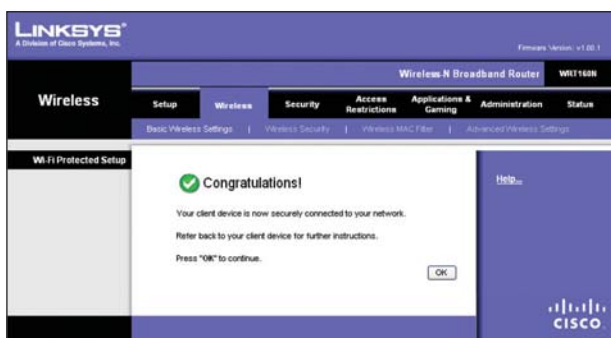 LINKSYS®
A Division of Cisco Systems, Inc.
Firmware Version: v1.00.1
Wireless-N Broadband Router WRT160N
Wireless
Setup Wireless Security Access Restrictions Applications & Gaming Administration Status
Basic Wireless Settings | Wireless Security | Wireless MAC Filter | Advanced Wireless Settings
Wi-Fi Protected Setup
Congratulations!
Help...
Your client device is now securely connected to your network.
Refer back to your client device for further instructions.
Press "OK" to continue.
OK
CISCO